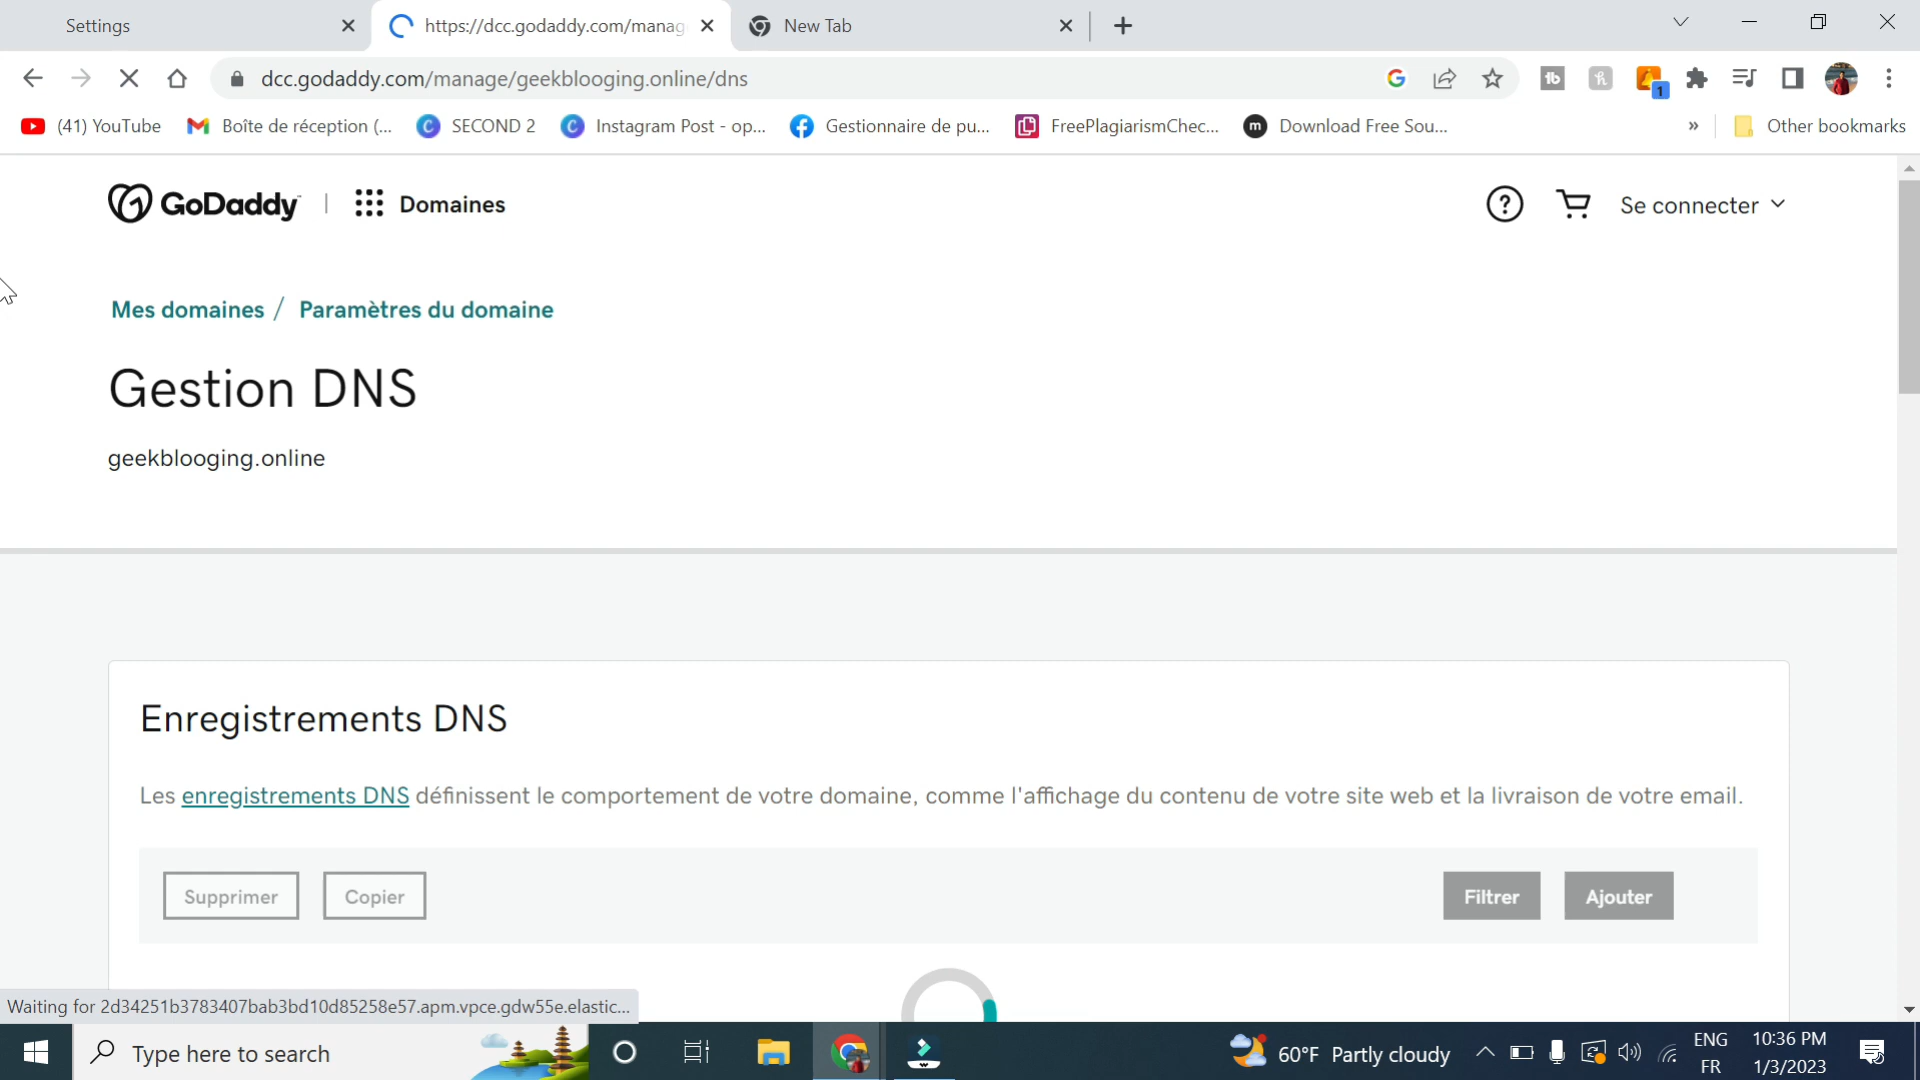 Settings
https://dcc.godaddy.com/manag
New Tab
dcc.godaddy.com/manage/geekblooging.online/dns
1
(41) YouTube
Boîte de réception (...
SECOND 2
Instagram Post - op...
Gestionnaire de pu...
FreePlagiarismChec...
Download Free Sou...
»
Other bookmarks
GoDaddy
Domaines
Se connecter
Mes domaines / Paramètres du domaine
Gestion DNS
geekblooging.online
Enregistrements DNS
Les enregistrements DNS définissent le comportement de votre domaine, comme l'affichage du contenu de votre site web et la livraison de votre email.
Supprimer
Copier
Filtrer
Ajouter
Waiting for 2d34251b3783407bab3bd10d85258e57.apm.vpce.gdw55e.elastic...
Type here to search
60°F Partly cloudy
ENG
FR
10:36 PM
1/3/2023